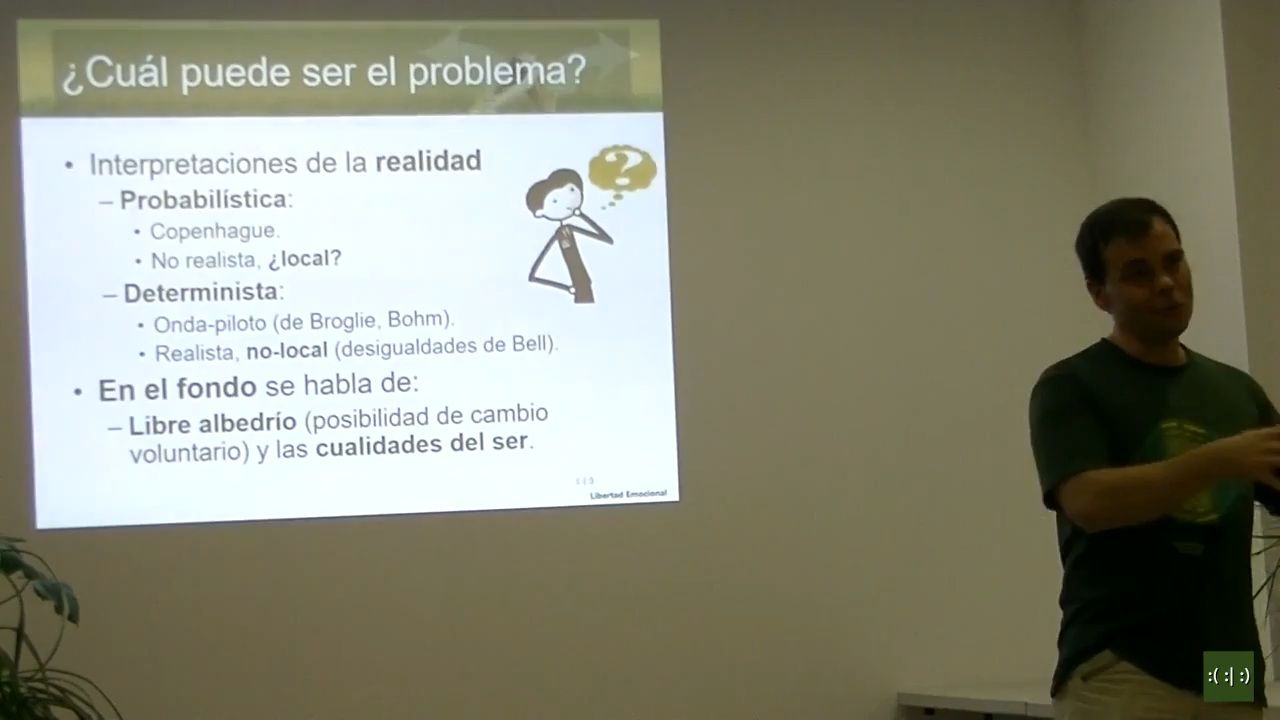 ¿Cuál puede ser el problema?
• Interpretaciones de la realidad
– Probabilística:
• Copenhague.
• No realista, ¿local?
– Determinista:
• Onda-piloto (de Broglie, Bohm).
• Realista, no-local (desigualdades de Bell).
• En el fondo se habla de:
– Libre albedrío (posibilidad de cambio
voluntario) y las cualidades del ser.
Libertad Emocional
:( :| :)